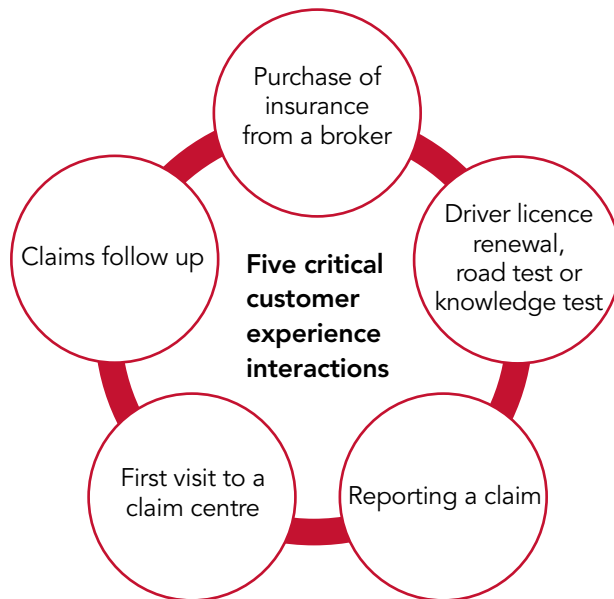 Purchase of
insurance
from a broker
Driver licence
renewal,
road test or
knowledge test
Reporting a claim
First visit to a
claim centre
Claims follow up
Five critical
customer
experience
interactions